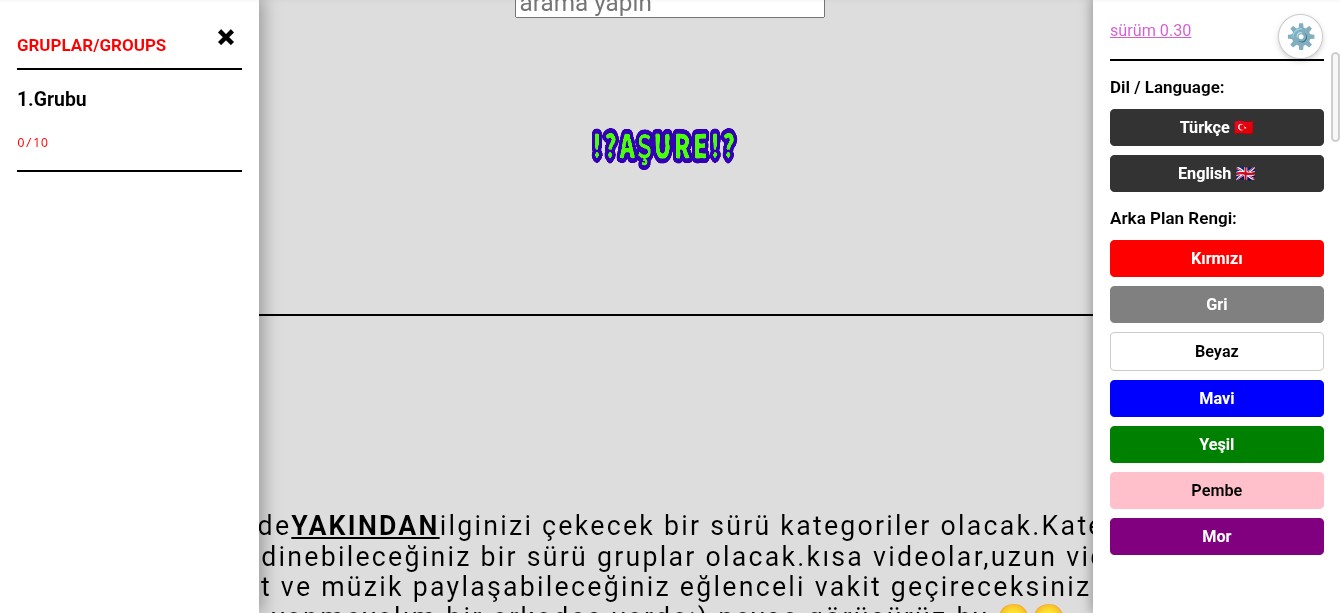 arama yapın
GRUPLAR/GROUPS
✖
1.Grubu
0/10
!?AŞURE!?
deYAKINDANilginizi çekecek bir sürü kategoriler olacak.Kate
dinebileceğiniz bir sürü gruplar olacak.kısa videolar,uzun vi
t ve müzik paylaşabileceğiniz eğlenceli vakit geçireceksiniz
sürüm 0.30
Dil / Language:
Türkçe 🇹🇷
English 🇬🇧
Arka Plan Rengi:
Kırmızı
Gri
Beyaz
Mavi
Yeşil
Pembe
Mor